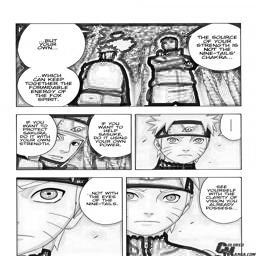 THE SOURCE
OF YOUR
STRENGTH IS
NOT THE
NINE-TAILS'
CHAKRA...
...BUT
YOUR
OWN...
...WHICH CAN
KEEP
TOGETHER THE
FORMIDABLE
ENERGY OF
THE FOX
SPIRIT.
IF YOU
WANT TO
HELP
SASUKE,
DO IT USING
YOUR OWN
POWER.
IF YOU
WANT TO
PROTECT
SASUKE,
DO IT WITH
YOUR OWN
STRENGTH.
SEE
YOURSELF
WITH THE
CLARITY OF
VISION YOU
ALREADY
POSSESS...
NOT WITH
THE EYES
OF THE
NINE-TAILS.